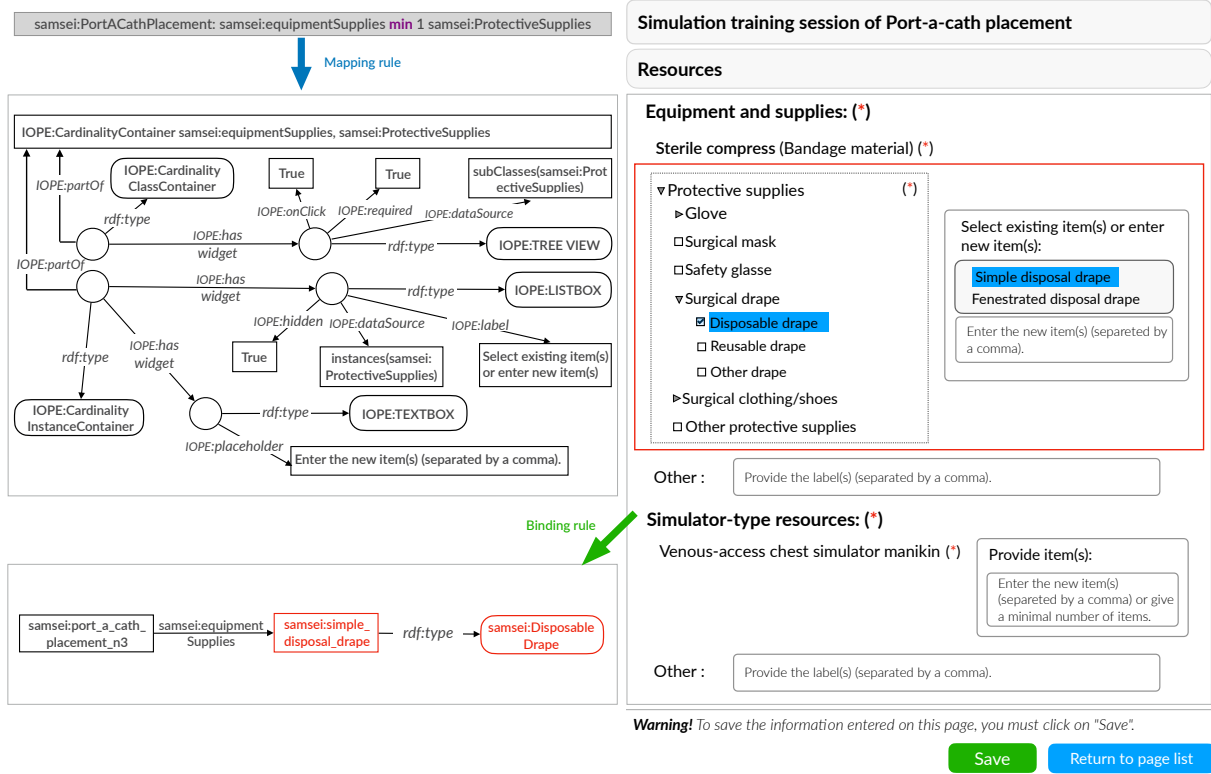 samsei:PortACathPlacement: samsei:equipmentSupplies min 1 samsei:ProtectiveSupplies
Mapping rule
IOPE:CardinalityContainer samsei:equipmentSupplies, samsei:ProtectiveSupplies
IOPE:partOf
IOPE:Cardinality
ClassContainer
True
True
subClasses(samsei:Prot
ectiveSupplies)
rdf:type
IOPE:onClick
IOPE:required
IOPE:dataSource
IOPE:has
widget
rdf:type
IOPE:TREE VIEW
IOPE:partOf
IOPE:has
widget
rdf:type
IOPE:LISTBOX
IOPE:hidden
IOPE:dataSource
IOPE:label
rdf:type
IOPE:has
widget
True
instances(samsei:
ProtectiveSupplies)
Select existing item(s)
or enter new item(s)
IOPE:Cardinality
InstanceContainer
rdf:type
IOPE:TEXTBOX
IOPE:placeholder
Enter the new item(s) (separated by a comma).
Binding rule
samsei:port_a_cath_
placement_n3
samsei:equipment
Supplies
samsei:simple_
disposal_drape
rdf:type
samsei:Disposable
Drape
Simulation training session of Port-a-cath placement
Resources
Equipment and supplies: (*)
Sterile compress (Bandage material) (*)
Protective supplies (*)
Glove
Surgical mask
Safety glasse
Surgical drape
Disposable drape
Reusable drape
Other drape
Surgical clothing/shoes
Other protective supplies
Select existing item(s) or enter
new item(s):
Simple disposal drape
Fenestrated disposal drape
Enter the new item(s) (separeted by
a comma).
Other :
Provide the label(s) (separated by a comma).
Simulator-type resources: (*)
Venous-access chest simulator manikin (*)
Provide item(s):
Enter the new item(s)
(separeted by a comma) or give
a minimal number of items.
Other :
Provide the label(s) (separated by a comma).
Warning! To save the information entered on this page, you must click on "Save".
Save
Return to page list